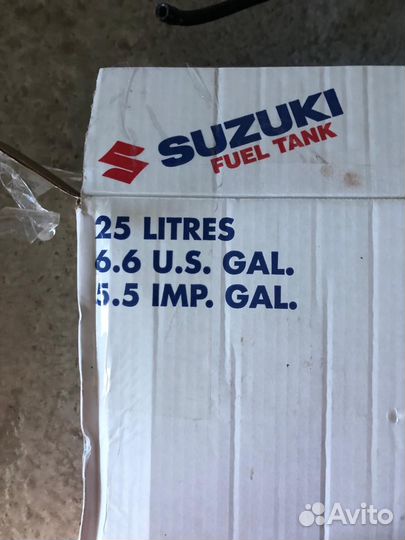 SUZUKI
FUEL TANK
25 LITRES
6.6 U.S. GAL.
5.5 IMP. GAL.
Avito